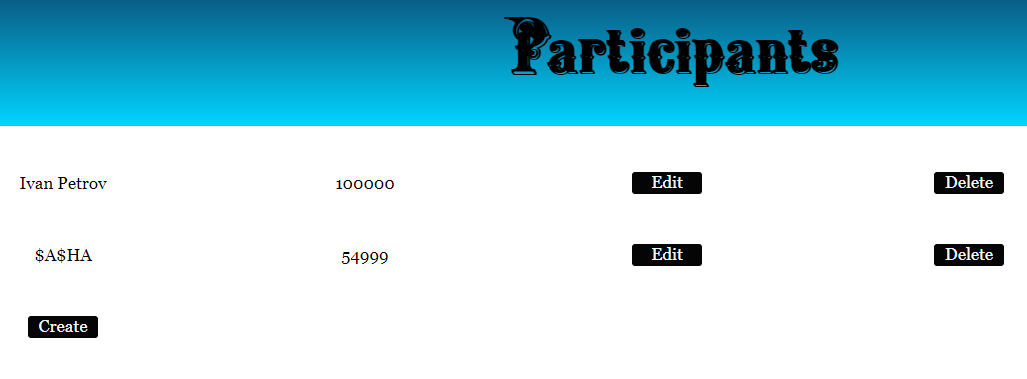 Participants
Ivan Petrov 100000 Edit Delete
$A$HA 54999 Edit Delete
Create